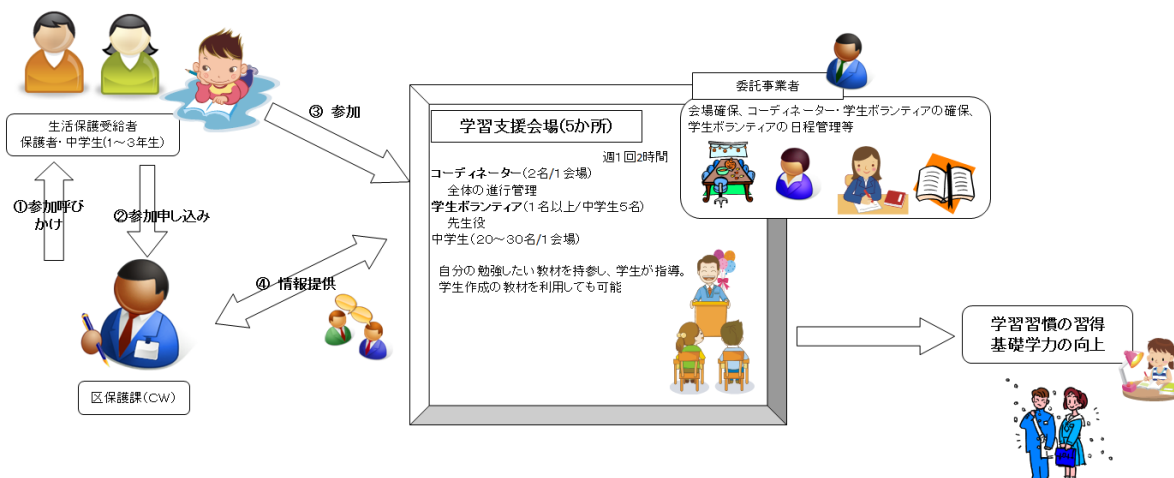 生活保護受給者
保護者・中学生(1～3年生)
①参加呼び
かけ
②参加申し込み
区保護課(CW)
③ 参加
④ 情報提供
学習支援会場(5か所)
週1回2時間
コーディネーター(2名/1会場)
全体の進行管理
学生ボランティア(1名以上/中学生5名)
先生役
中学生(20～30名/1会場)
自分の勉強したい教材を持参し、学生が指導。
学生作成の教材を利用しても可能
委託事業者
会場確保、コーディネーター・学生ボランティアの確保、
学生ボランティアの日程管理等
学習習慣の習得
基礎学力の向上